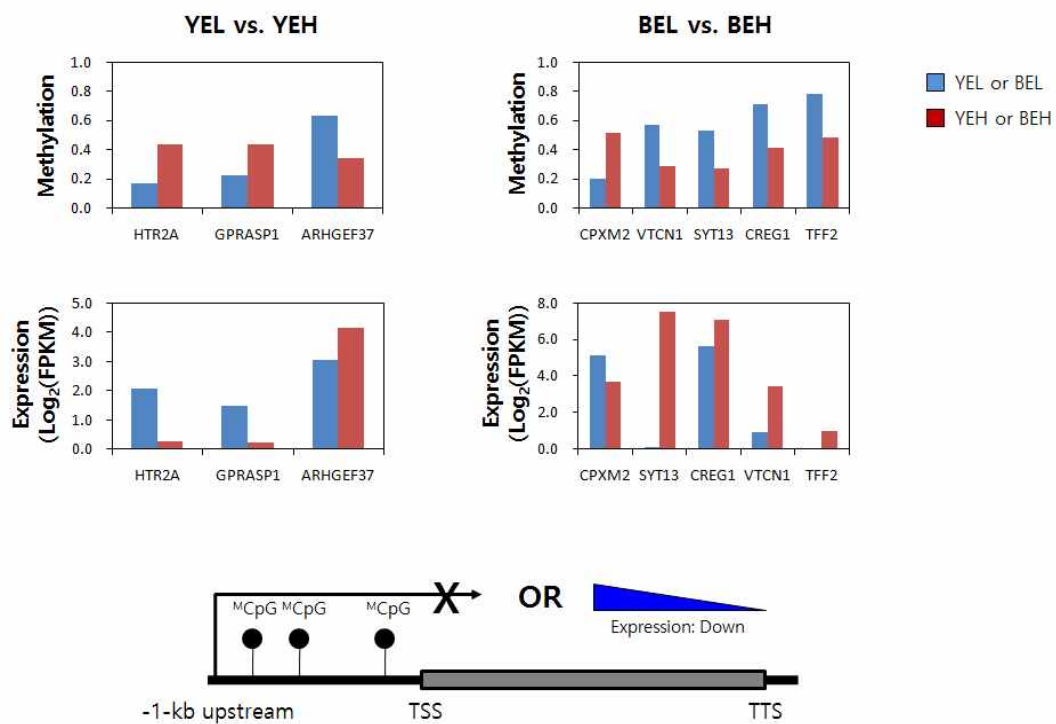 YEL vs. YEH
BEL vs. BEH
Methylation
1.0
0.8
0.6
0.4
0.2
0.0
HTR2A GPRASP1 ARHGEF37
Methylation
1.0
0.8
0.6
0.4
0.2
0.0
CPXM2 VTCN1 SYT13 CREG1 TFF2
YEL or BEL
YEH or BEH
Expression
(Log₂(FPKM))
5.0
4.0
3.0
2.0
1.0
0.0
HTR2A GPRASP1 ARHGEF37
Expression
(Log₂(FPKM))
8.0
6.0
4.0
2.0
0.0
CPXM2 SYT13 CREG1 VTCN1 TFF2
ᴹCpG ᴹCpG ᴹCpG
X
OR
Expression: Down
-1-kb upstream TSS TTS